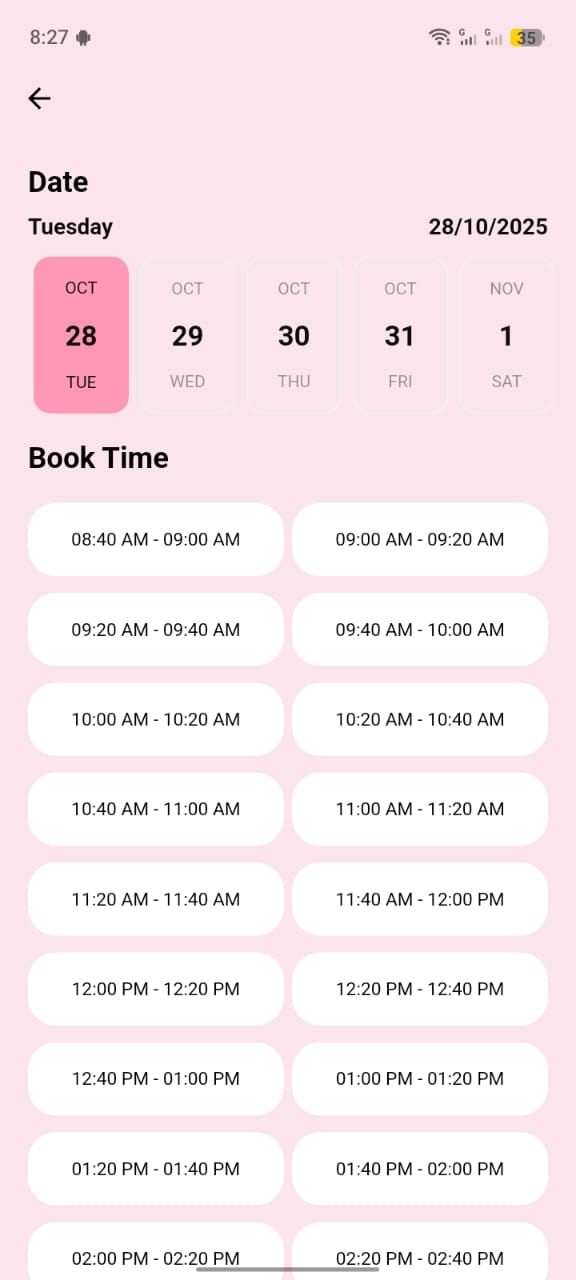 8:27
G G 35
Date
Tuesday 28/10/2025
OCT OCT OCT OCT NOV
28 29 30 31 1
TUE WED THU FRI SAT
Book Time
08:40 AM - 09:00 AM 09:00 AM - 09:20 AM
09:20 AM - 09:40 AM 09:40 AM - 10:00 AM
10:00 AM - 10:20 AM 10:20 AM - 10:40 AM
10:40 AM - 11:00 AM 11:00 AM - 11:20 AM
11:20 AM - 11:40 AM 11:40 AM - 12:00 PM
12:00 PM - 12:20 PM 12:20 PM - 12:40 PM
12:40 PM - 01:00 PM 01:00 PM - 01:20 PM
01:20 PM - 01:40 PM 01:40 PM - 02:00 PM
02:00 PM - 02:20 PM 02:20 PM - 02:40 PM